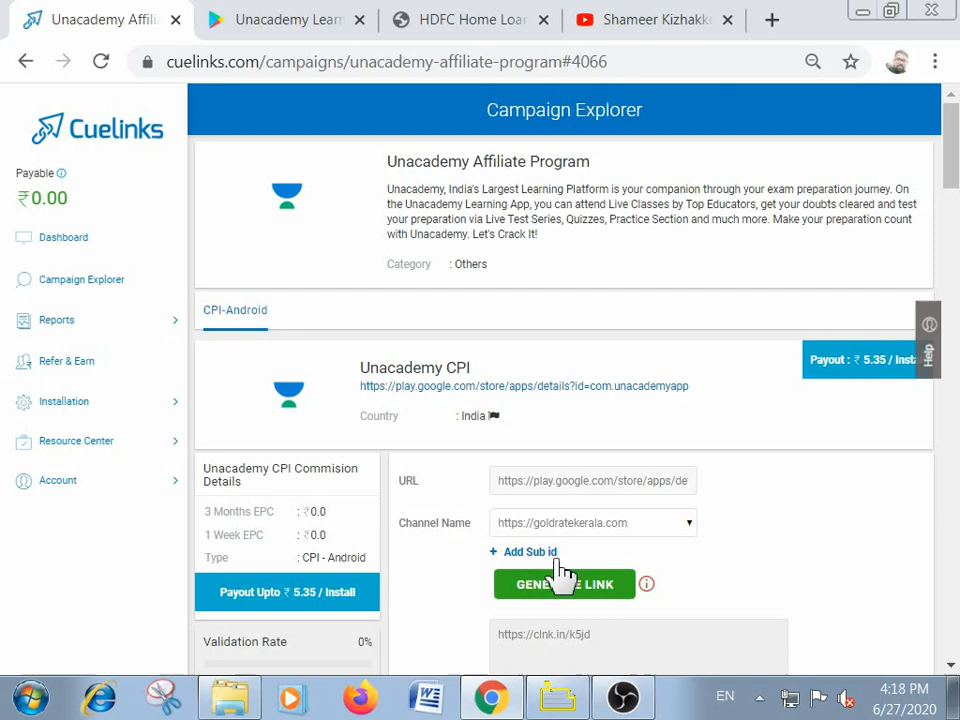 Unacademy Affili
Unacademy Lear
HDFC Home Loa
Shameer Kizhakke
cuelinks.com/campaigns/unacademy-affiliate-program#4066
Cuelinks
Payable
₹0.00
Dashboard
Campaign Explorer
Reports
Refer & Earn
Installation
Resource Center
Account
Campaign Explorer
Unacademy Affiliate Program
Unacademy, India's Largest Learning Platform is your companion through your exam preparation journey. On
the Unacademy Learning App, you can attend Live Classes by Top Educators, get your doubts cleared and test
your preparation via Live Test Series, Quizzes, Practice Section and much more. Make your preparation count
with Unacademy. Let's Crack It!
Category : Others
CPI-Android
Unacademy CPI
https://play.google.com/store/apps/details?id=com.unacademyapp
Country : India
Payout : ₹ 5.35 / Insta
Help
Unacademy CPI Commision
Details
3 Months EPC : ₹0.0
1 Week EPC : ₹0.0
Type : CPI - Android
Payout Upto ₹ 5.35 / Install
Validation Rate 0%
URL https://play.google.com/store/apps/de
Channel Name https://goldratekerala.com
+ Add Sub id
GENERATE LINK
https://clnk.in/k5jd
EN
4:18 PM
6/27/2020